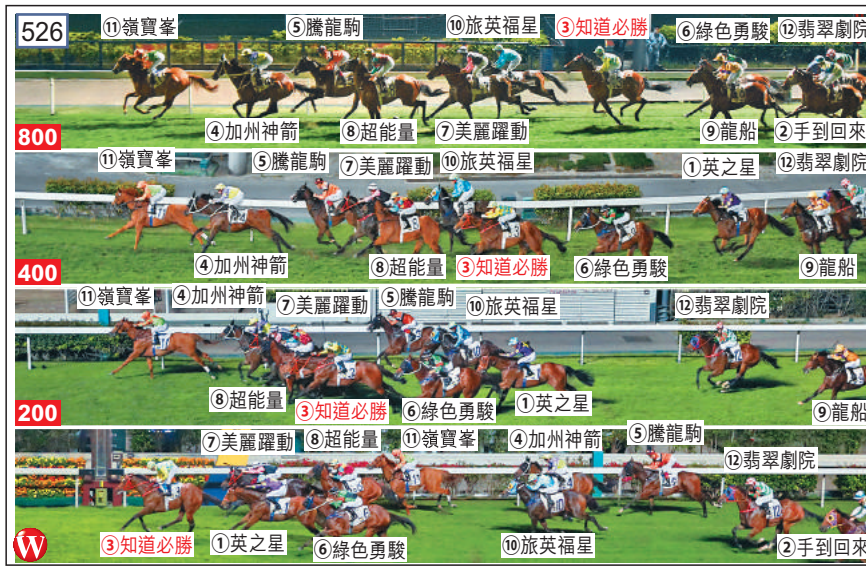 526 ⑪嶺寶峯 ⑤騰龍駒 ⑩旅英福星 ③知道必勝 ⑥綠色勇駿 ⑫翡翠劇院
800 ④加州神箭 ⑧超能量 ⑦美麗躍動 ⑨龍船 ②手到回來
⑪嶺寶峯 ⑤騰龍駒 ⑦美麗躍動 ⑩旅英福星 ①英之星 ⑫翡翠劇院
400 ④加州神箭 ⑧超能量 ③知道必勝 ⑥綠色勇駿 ⑨龍船
⑪嶺寶峯 ④加州神箭 ⑦美麗躍動 ⑤騰龍駒 ⑩旅英福星 ⑫翡翠劇院
200 ⑧超能量 ③知道必勝 ⑥綠色勇駿 ①英之星 ⑨龍船
⑦美麗躍動 ⑧超能量 ⑪嶺寶峯 ④加州神箭 ⑤騰龍駒 ⑫翡翠劇院
W ③知道必勝 ①英之星 ⑥綠色勇駿 ⑩旅英福星 ②手到回來